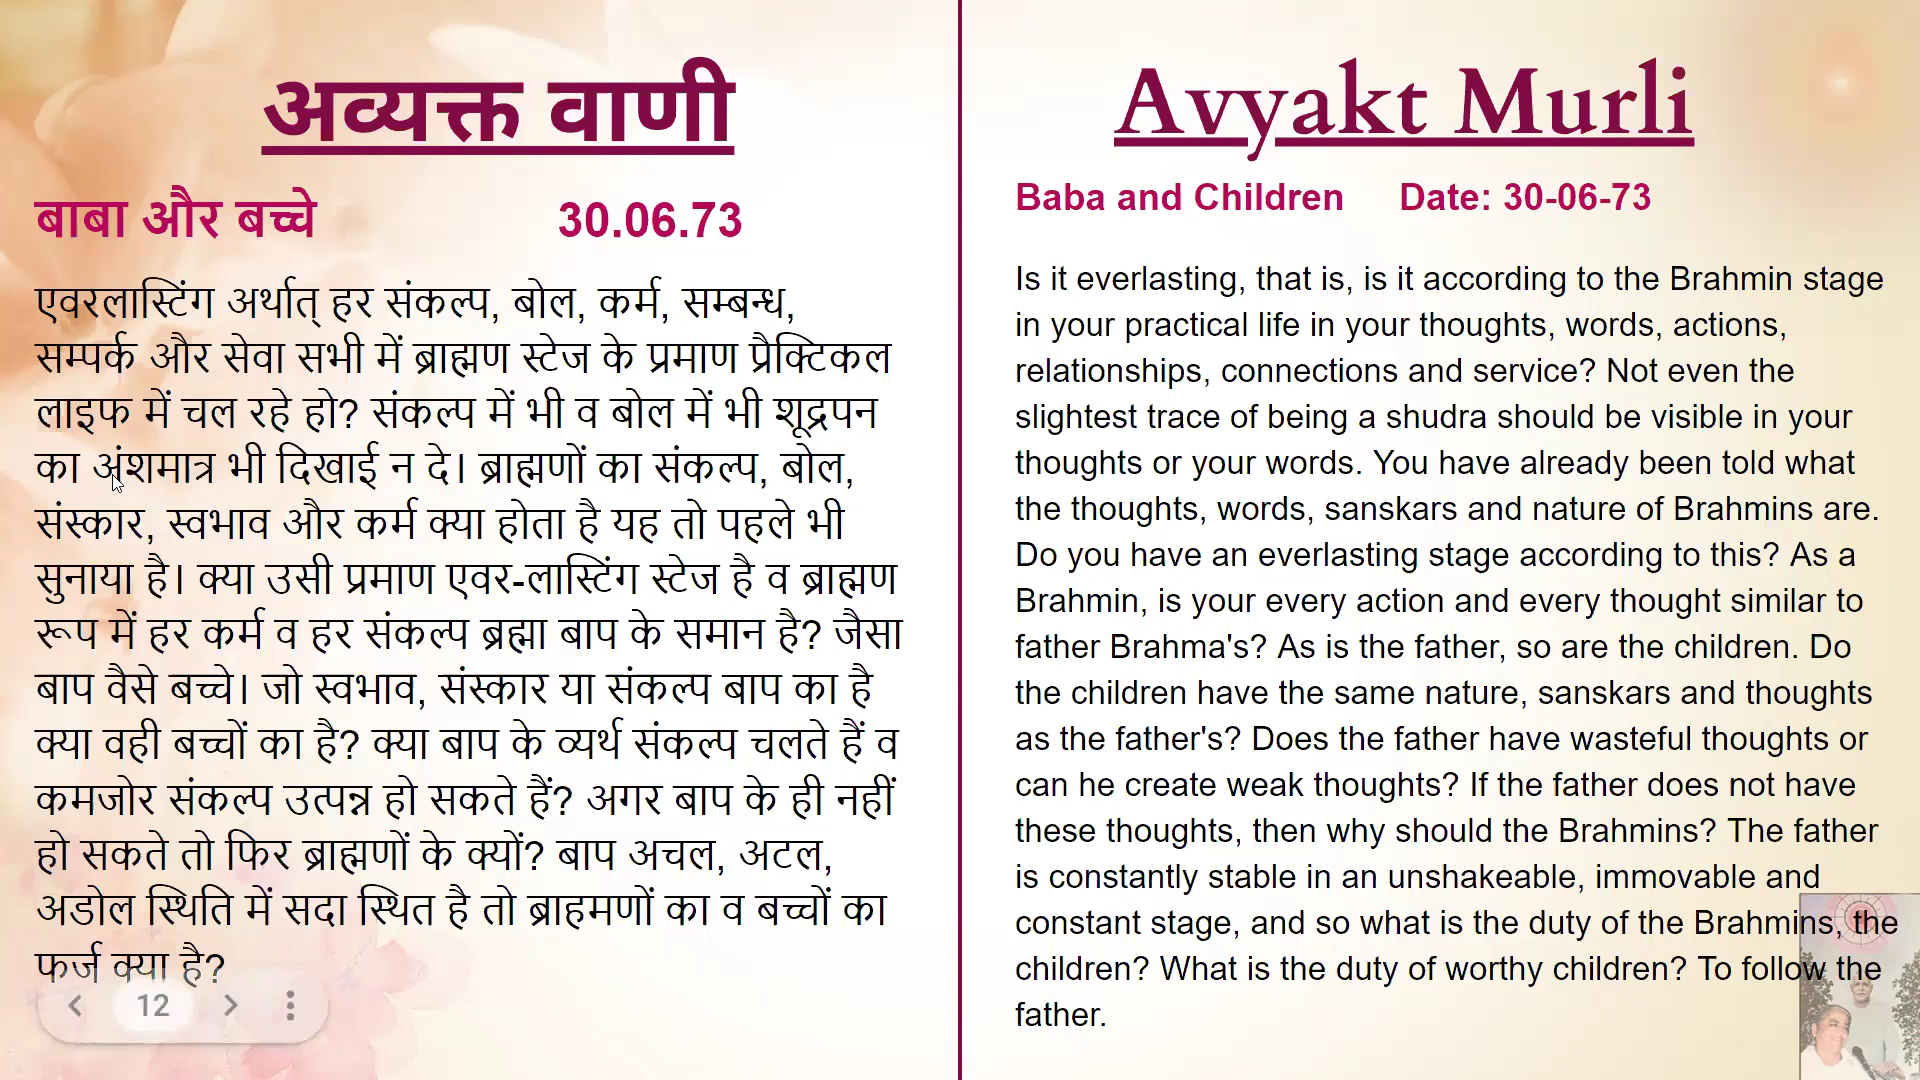 अव्यक्त वाणी
बाबा और बच्चे 30.06.73
एवरलास्टिंग अर्थात् हर संकल्प, बोल, कर्म, सम्बन्ध,
सम्पर्क और सेवा सभी में ब्राह्मण स्टेज के प्रमाण प्रैक्टिकल
लाइफ में चल रहे हो? संकल्प में भी व बोल में भी शूद्रपन
का अंशमात्र भी दिखाई न दे। ब्राह्मणों का संकल्प, बोल,
संस्कार, स्वभाव और कर्म क्या होता है यह तो पहले भी
सुनाया है। क्या उसी प्रमाण एवर-लास्टिंग स्टेज है व ब्राह्मण
रूप में हर कर्म व हर संकल्प ब्रह्मा बाप के समान है? जैसा
बाप वैसे बच्चे। जो स्वभाव, संस्कार या संकल्प बाप का है
क्या वही बच्चों का है? क्या बाप के व्यर्थ संकल्प चलते हैं व
कमजोर संकल्प उत्पन्न हो सकते हैं? अगर बाप के ही नहीं
हो सकते तो फिर ब्राह्मणों के क्यों? बाप अचल, अटल,
अडोल स्थिति में सदा स्थित है तो ब्राहमणों का व बच्चों का
फर्ज क्या है?
12
Avyakt Murli
Baba and Children Date: 30-06-73
Is it everlasting, that is, is it according to the Brahmin stage
in your practical life in your thoughts, words, actions,
relationships, connections and service? Not even the
slightest trace of being a shudra should be visible in your
thoughts or your words. You have already been told what
the thoughts, words, sanskars and nature of Brahmins are.
Do you have an everlasting stage according to this? As a
Brahmin, is your every action and every thought similar to
father Brahma's? As is the father, so are the children. Do
the children have the same nature, sanskars and thoughts
as the father's? Does the father have wasteful thoughts or
can he create weak thoughts? If the father does not have
these thoughts, then why should the Brahmins? The father
is constantly stable in an unshakeable, immovable and
constant stage, and so what is the duty of the Brahmins, the
children? What is the duty of worthy children? To follow the
father.